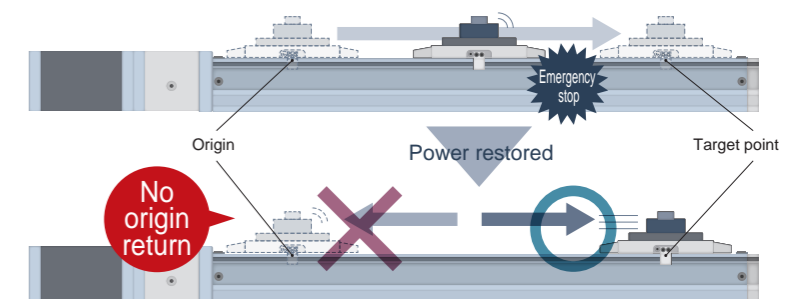 Emergency
stop
Origin
Power restored
Target point
No
origin
return